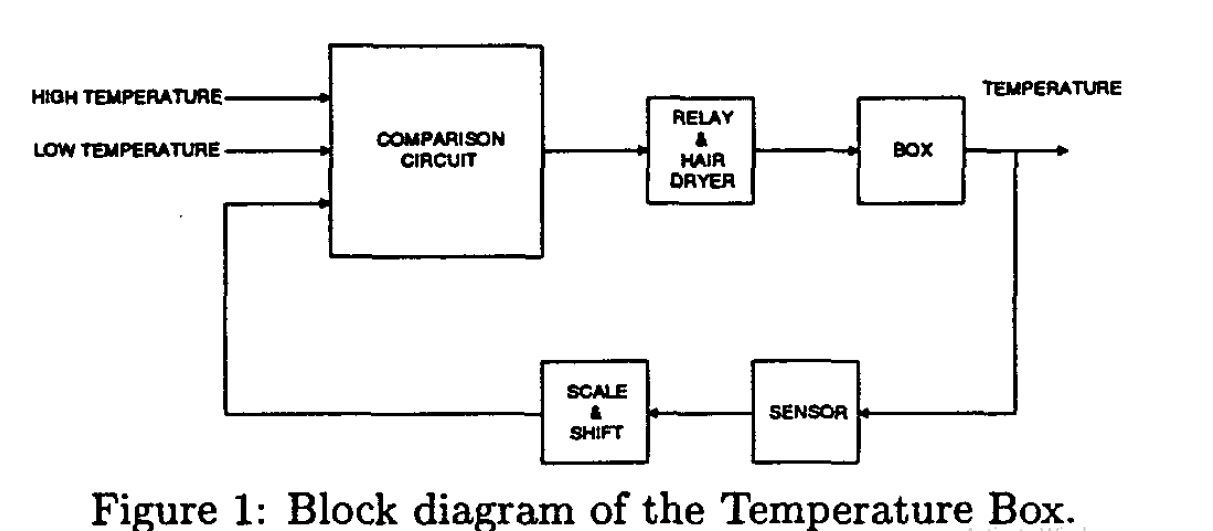 TEMPERATURE
HIGH TEMPERATURE
LOW TEMPERATURE
COMPARISON
CIRCUIT
RELAY
&
HAIR
DRYER
BOX
SCALE
&
SHIFT
SENSOR
Figure 1: Block diagram of the Temperature Box.